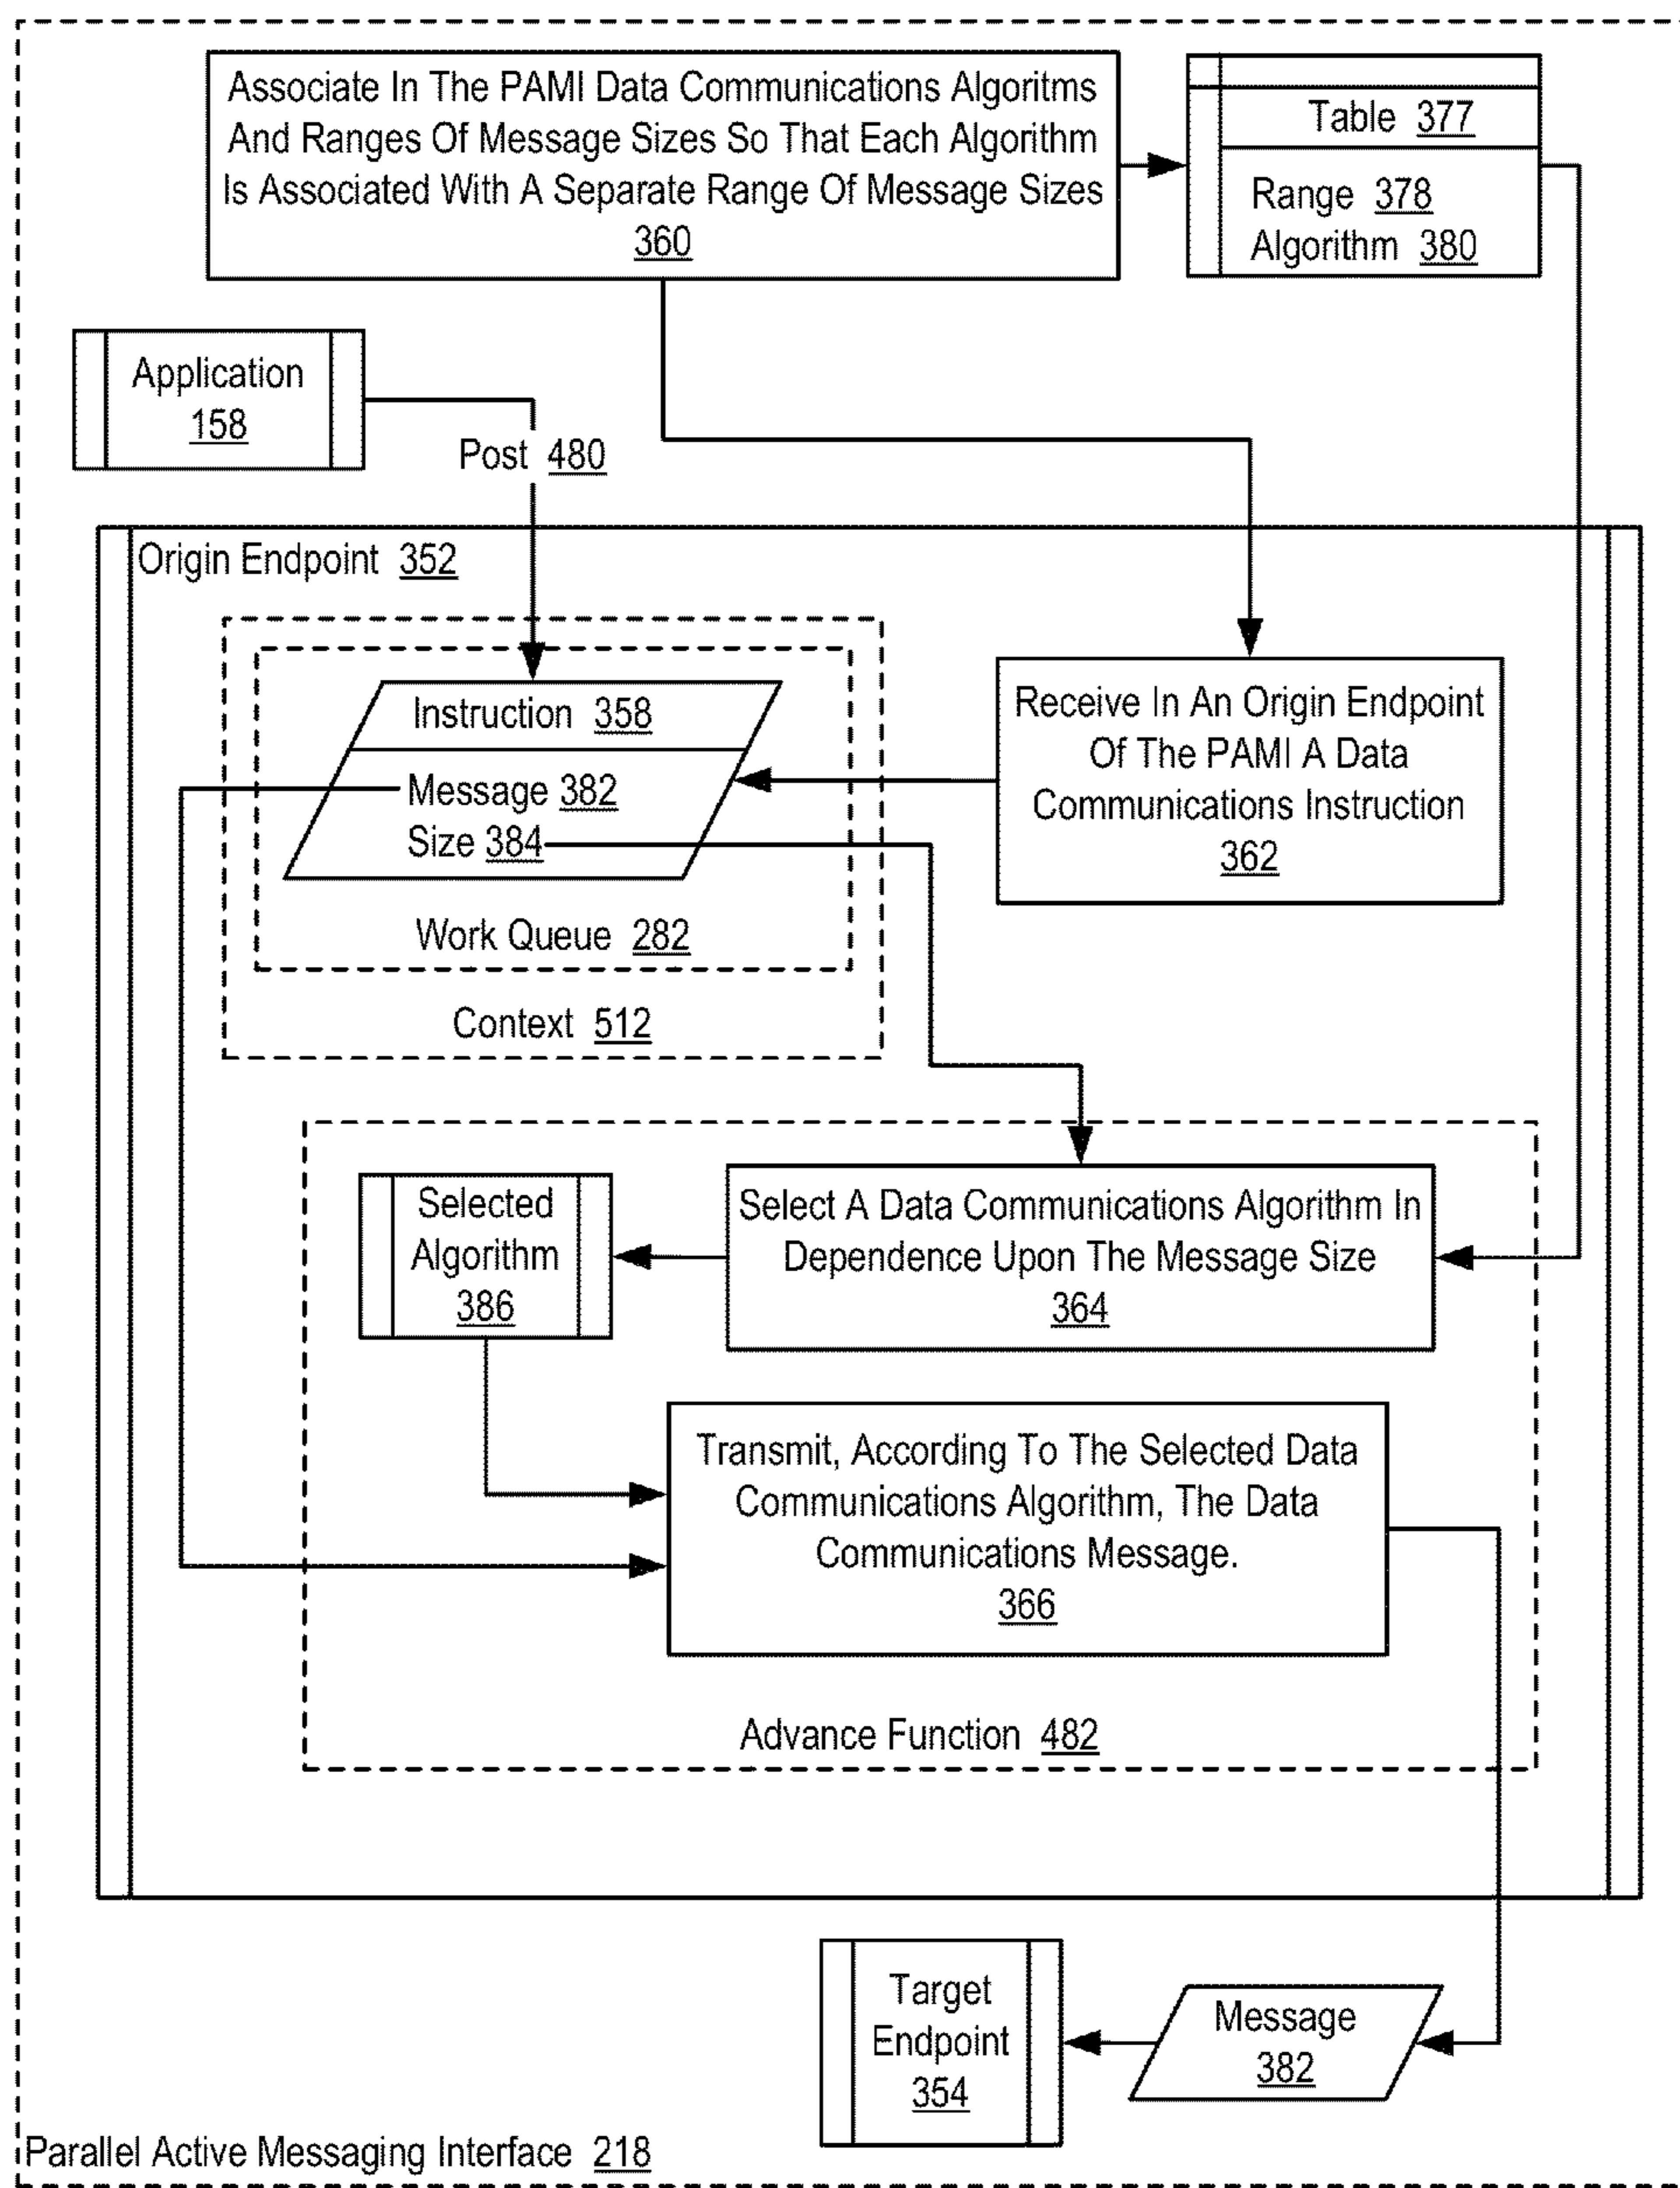 Associate In The PAMI Data Communications Algoritms
And Ranges Of Message Sizes So That Each Algorithm
Is Associated With A Separate Range Of Message Sizes
360
Table 377
Range 378
Algorithm 380
Application
158
Post 480
Origin Endpoint 352
Instruction 358
Message 382
Size 384
Work Queue 282
Context 512
Receive In An Origin Endpoint
Of The PAMI A Data
Communications Instruction
362
Selected
Algorithm
386
Select A Data Communications Algorithm In
Dependence Upon The Message Size
364
Transmit, According To The Selected Data
Communications Algorithm, The Data
Communications Message.
366
Advance Function 482
Target
Endpoint
354
Message
382
Parallel Active Messaging Interface 218